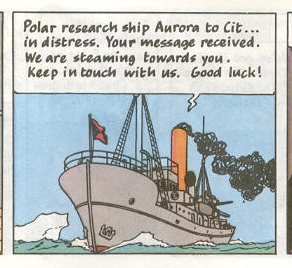 Polar research ship Aurora to Cit...
in distress. Your message received.
We are steaming towards you.
Keep in touch with us. Good luck!